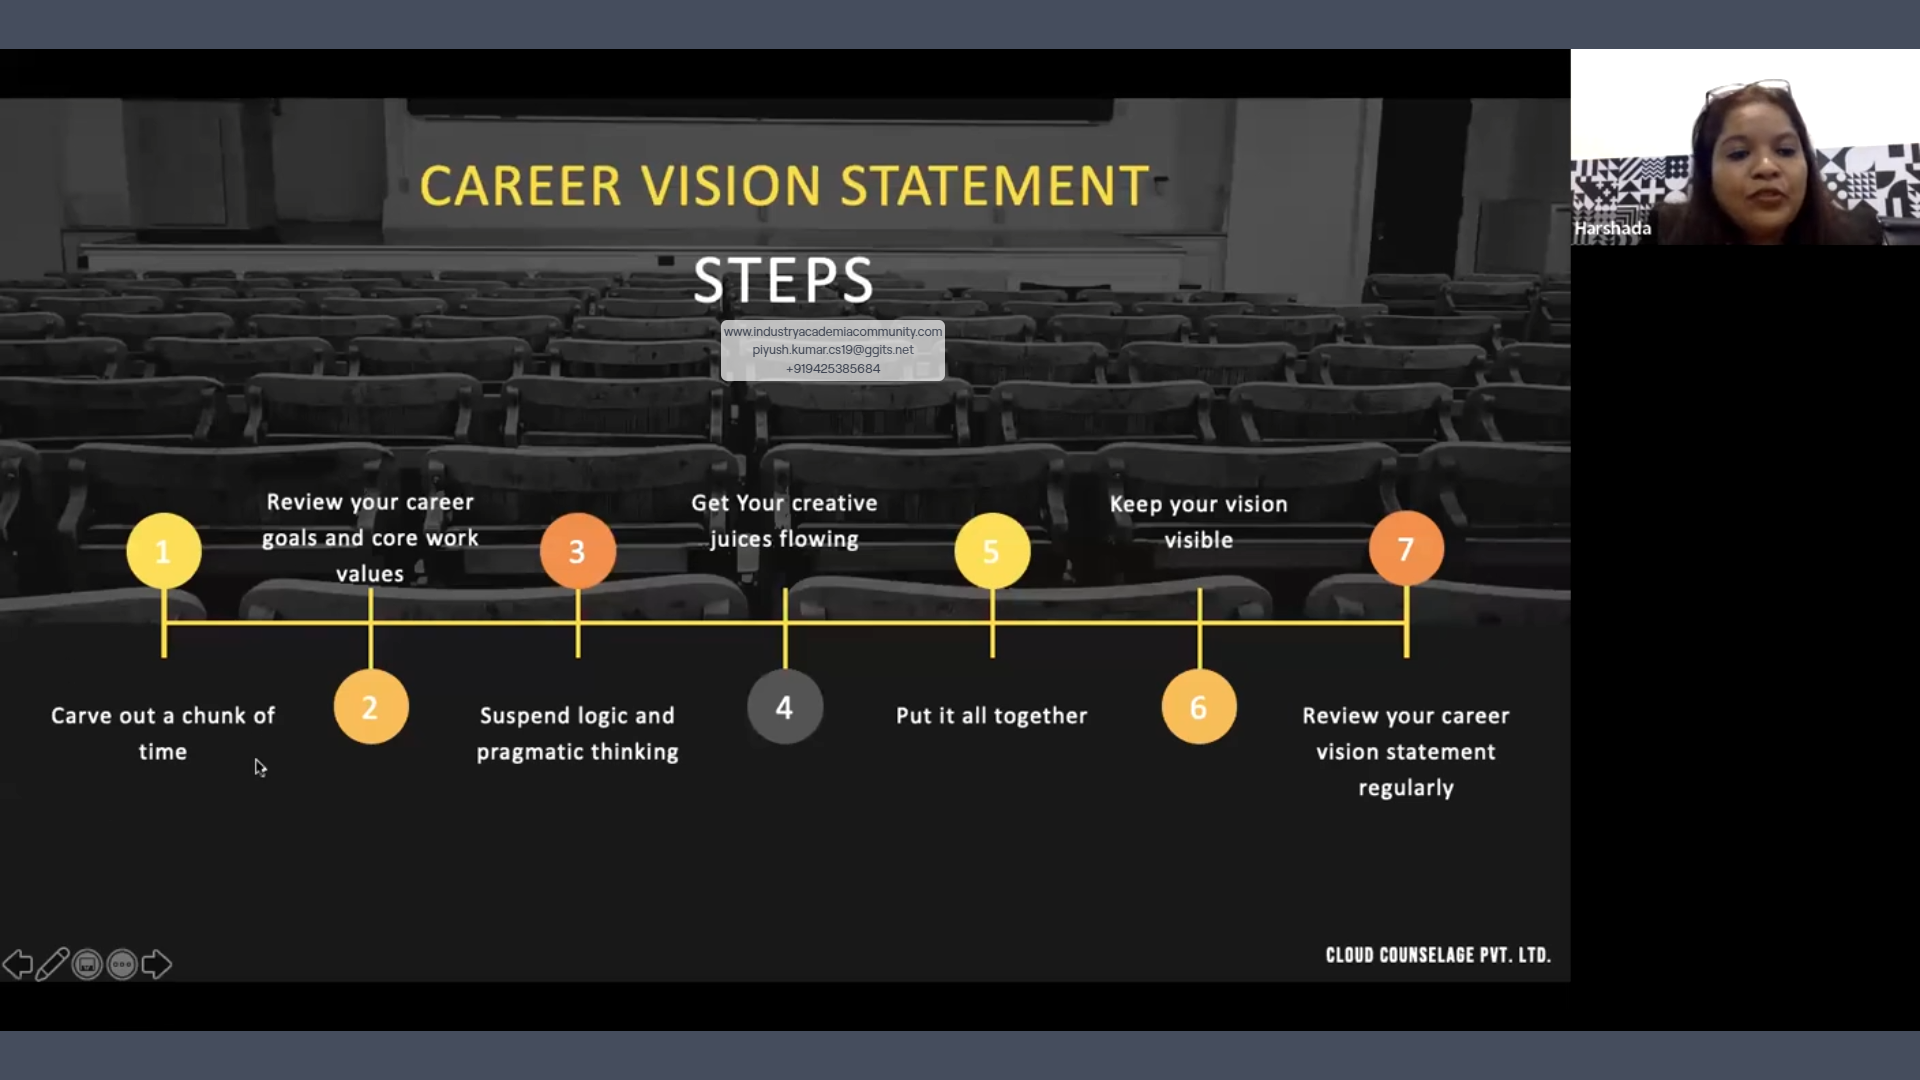 CAREER VISION STATEMENT
STEPS
www.industryacademiacommunity.com
piyush.kumar.cs19@ggits.net
+919425385684
Harshada
1
Carve out a chunk of
time
Review your career
goals and core work
values
2
3
Suspend logic and
pragmatic thinking
Get Your creative
juices flowing
4
5
Put it all together
Keep your vision
visible
6
7
Review your career
vision statement
regularly
CLOUD COUNSELAGE PVT. LTD.